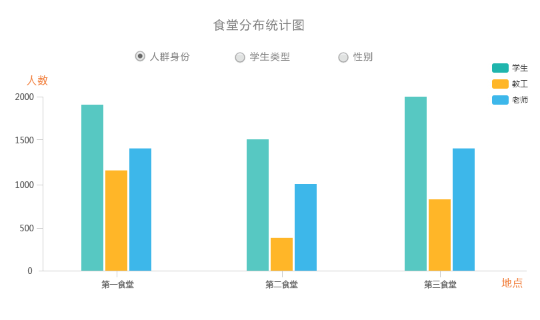 食堂分布统计图
人群身份 学生类型 性别
学生
教工
老师
人数
2000
1500
1000
500
0
第一食堂 第二食堂 第三食堂
地点